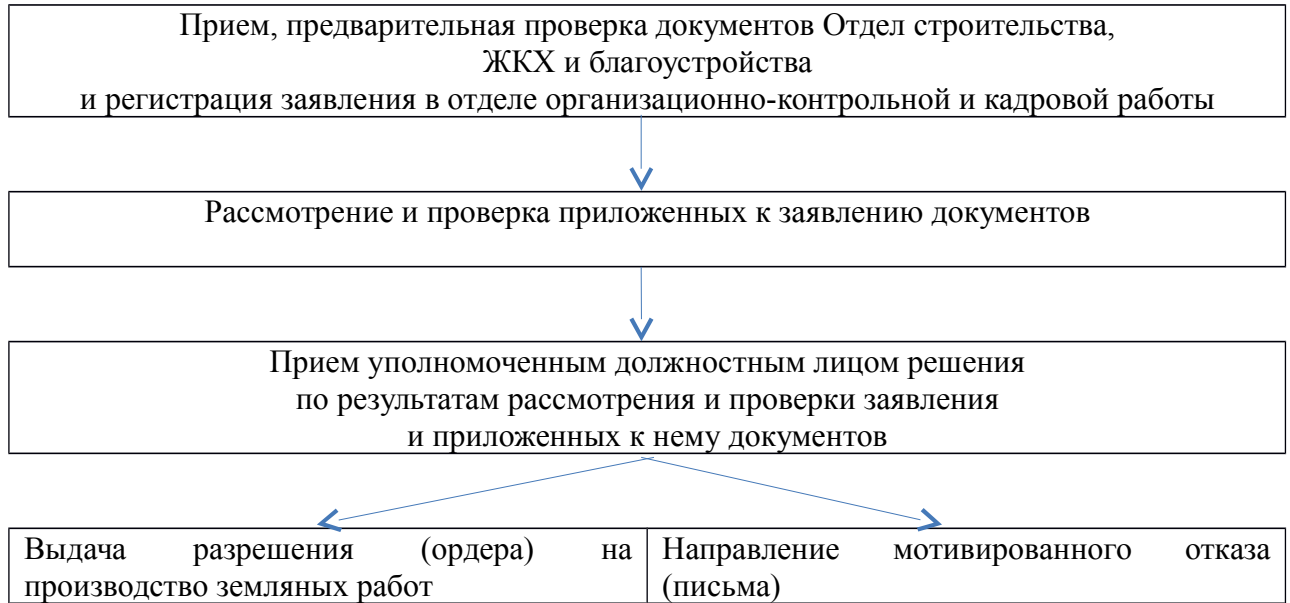 Прием, предварительная проверка документов Отдел строительства,
ЖКХ и благоустройства
и регистрация заявления в отделе организационно-контрольной и кадровой работы
Рассмотрение и проверка приложенных к заявлению документов
Прием уполномоченным должностным лицом решения
по результатам рассмотрения и проверки заявления
и приложенных к нему документов
Выдача разрешения (ордера) на
производство земляных работ
Направление мотивированного отказа
(письма)